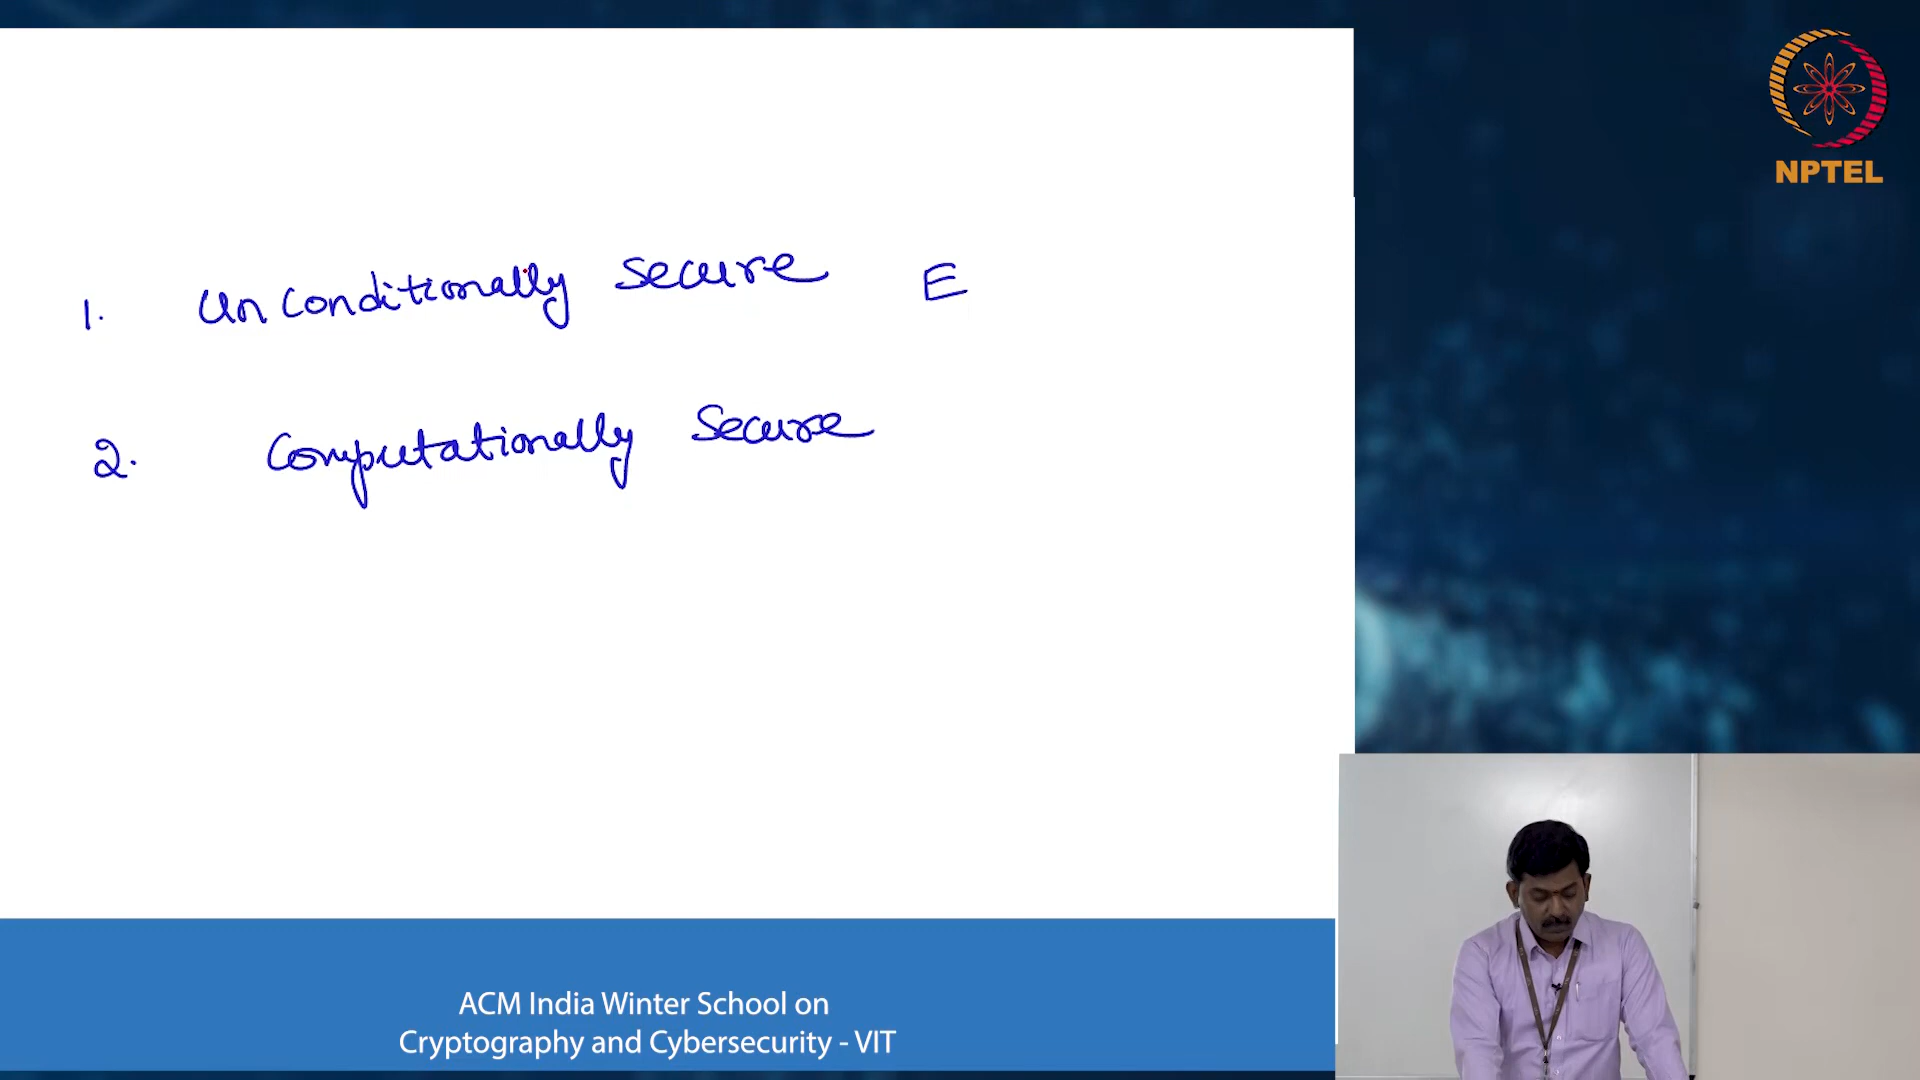 NPTEL
1. Unconditionally Secure E
2. Computationally Secure
ACM India Winter School on
Cryptography and Cybersecurity - VIT